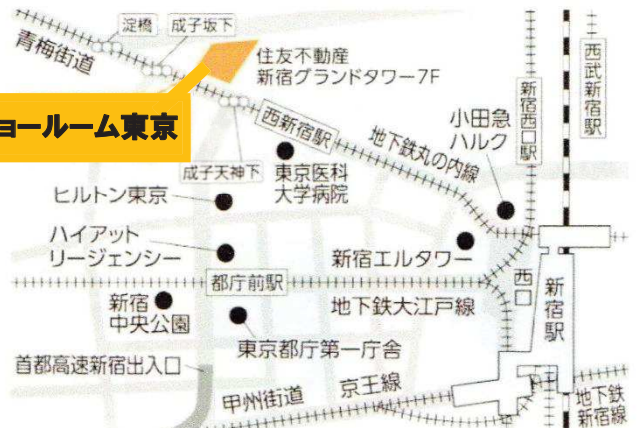 淀橋
成子坂下
青梅街道
住友不動産
新宿グランドタワー7F
ョールーム東京
西新宿駅
地下鉄丸の内線
小田急
ハルク
新宿西口駅
西武新宿駅
成子天神下
東京医科
大学病院
ヒルトン東京
ハイアット
リージェンシー
新宿エルタワー
都庁前駅
西口
新宿駅
新宿
中央公園
地下鉄大江戸線
東京都庁第一庁舎
首都高速新宿出入口
甲州街道
京王線
地下鉄
新宿線